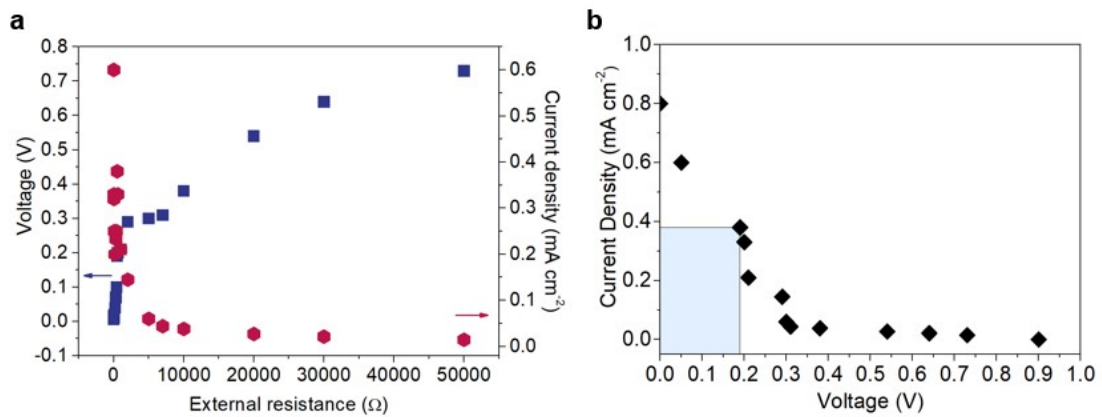 a
0.8
0.7
0.6
0.5
0.4
0.3
0.2
0.1
0.0
-0.1
Voltage (V)
0 10000 20000 30000 40000 50000
External resistance (Ω)
0.6
0.5
0.4
0.3
0.2
0.1
0.0
Current density (mA cm⁻²)
b
1.0
0.8
0.6
0.4
0.2
0.0
Current Density (mA cm⁻²)
0.0 0.1 0.2 0.3 0.4 0.5 0.6 0.7 0.8 0.9 1.0
Voltage (V)